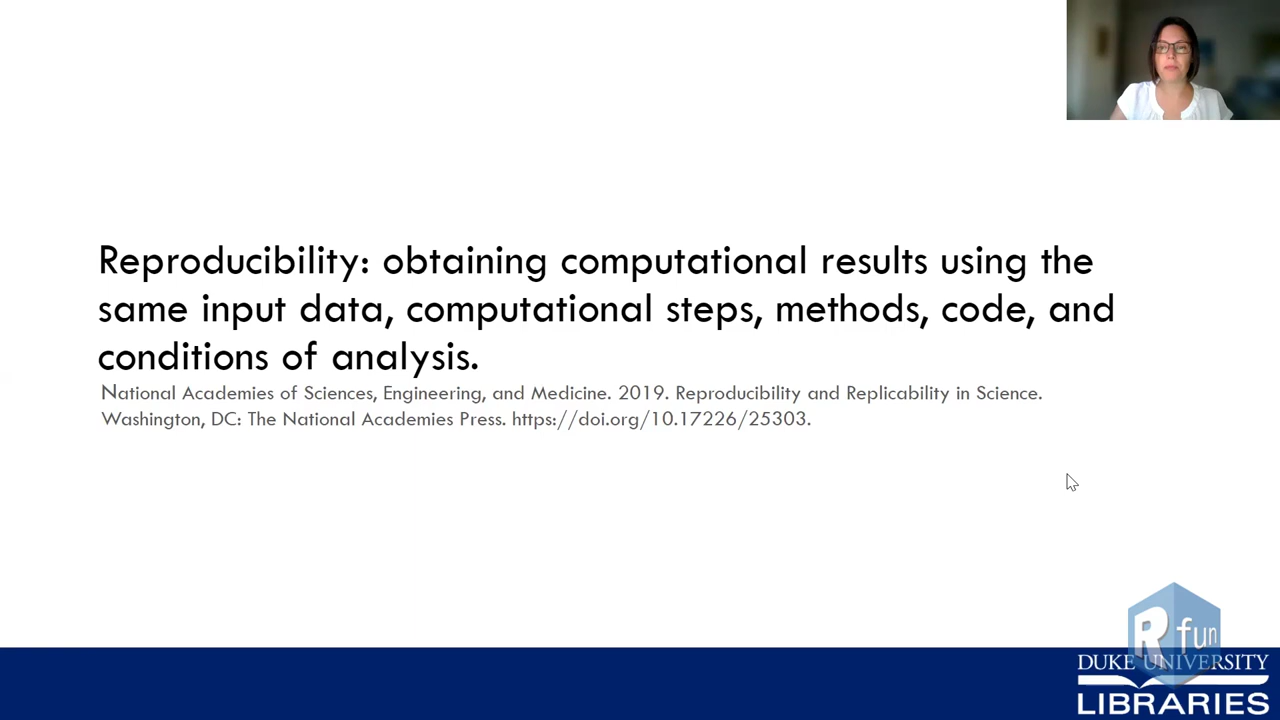 Reproducibility: obtaining computational results using the
same input data, computational steps, methods, code, and
conditions of analysis.
National Academies of Sciences, Engineering, and Medicine. 2019. Reproducibility and Replicability in Science.
Washington, DC: The National Academies Press. https://doi.org/10.17226/25303.
R fun
DUKE UNIVERSITY
LIBRARIES